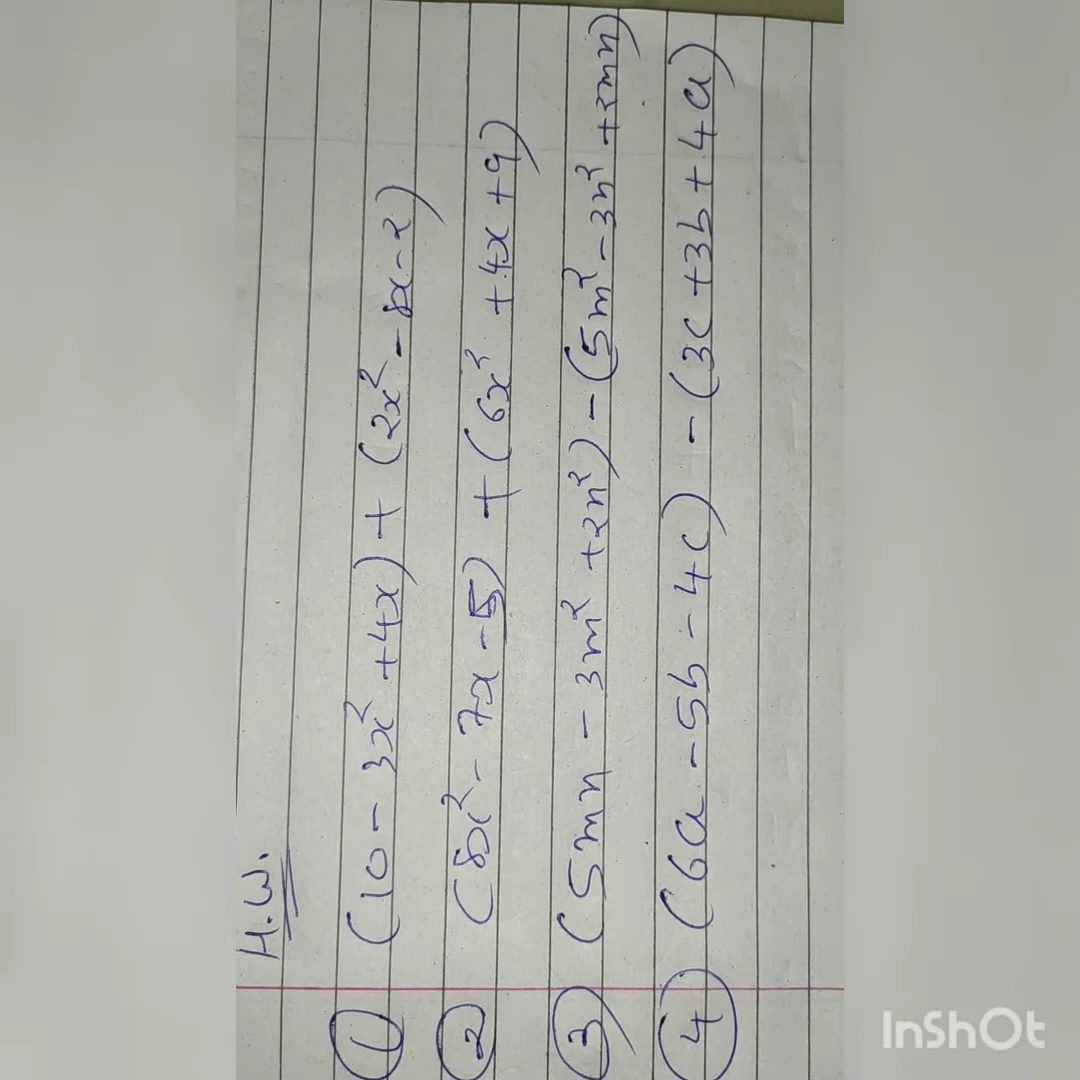 H.W.
① (10 - 3x² + 4x) + (2x² - 8x - 2)
② (8x² - 7x - 5) + (6x² + 4x + 9)
③ (5mn - 3m² + 2n²) - (5m² - 3n² + 2mn)
④ (6a - 5b - 4c) - (3c + 3b + 4a)
InShOt